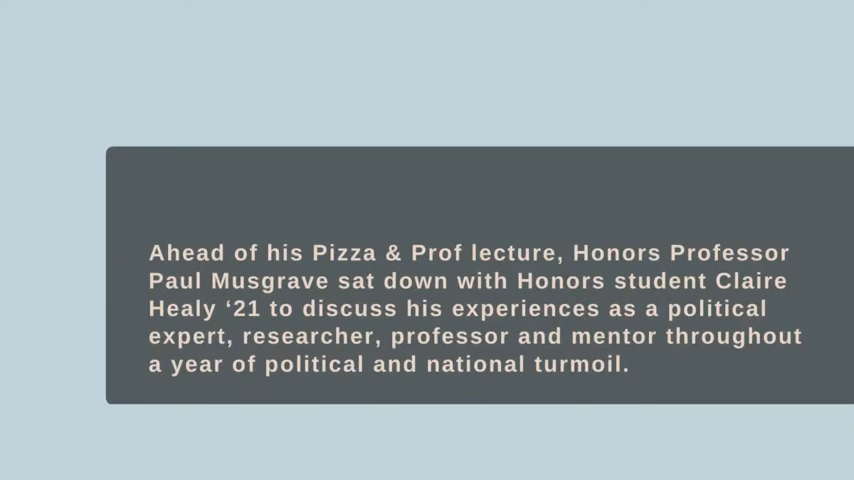 Ahead of his Pizza & Prof lecture, Honors Professor
Paul Musgrave sat down with Honors student Claire
Healy ‘21 to discuss his experiences as a political
expert, researcher, professor and mentor throughout
a year of political and national turmoil.